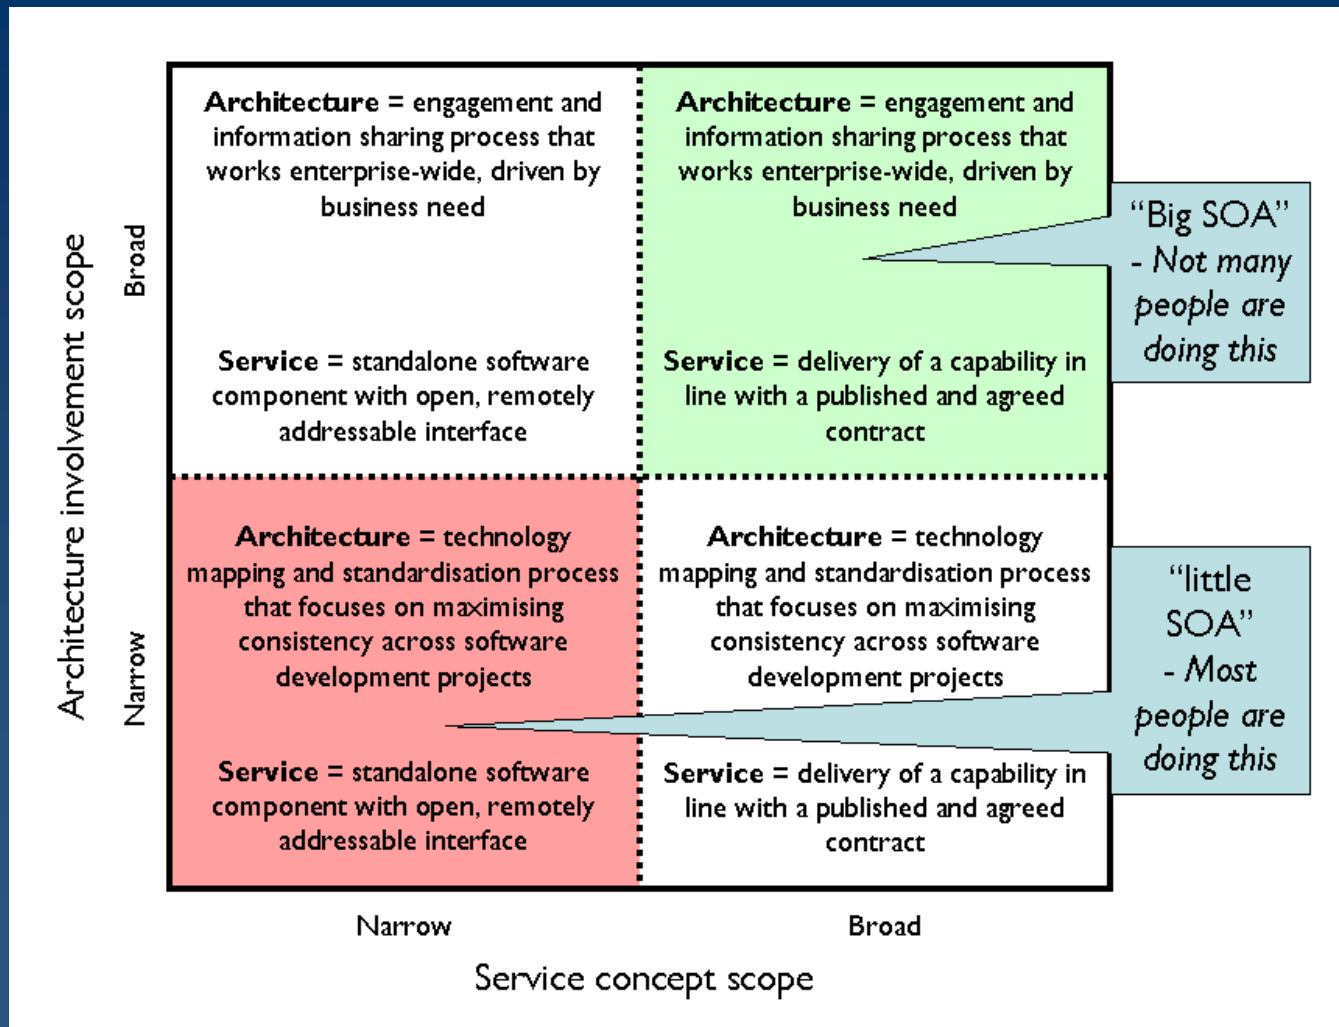 Architecture = engagement and
information sharing process that
works enterprise-wide, driven by
business need
Service = standalone software
component with open, remotely
addressable interface
Architecture = engagement and
information sharing process that
works enterprise-wide, driven by
business need
Service = delivery of a capability in
line with a published and agreed
contract
“Big SOA”
- Not many
people are
doing this
Architecture = technology
mapping and standardisation process
that focuses on maximising
consistency across software
development projects
Service = standalone software
component with open, remotely
addressable interface
Architecture = technology
mapping and standardisation process
that focuses on maximising
consistency across software
development projects
Service = delivery of a capability in
line with a published and agreed
contract
“little
SOA”
- Most
people are
doing this
Architecture involvement scope
Broad
Narrow
Narrow
Broad
Service concept scope